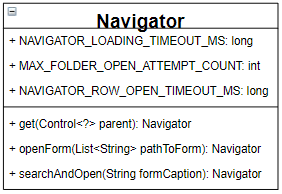 Navigator
+ NAVIGATOR_LOADING_TIMEOUT_MS: long
+ MAX_FOLDER_OPEN_ATTEMPT_COUNT: int
+ NAVIGATOR_ROW_OPEN_TIMEOUT_MS: long
+ get(Control<?> parent): Navigator
+ openForm(List<String> pathToForm): Navigator
+ searchAndOpen(String formCaption): Navigator